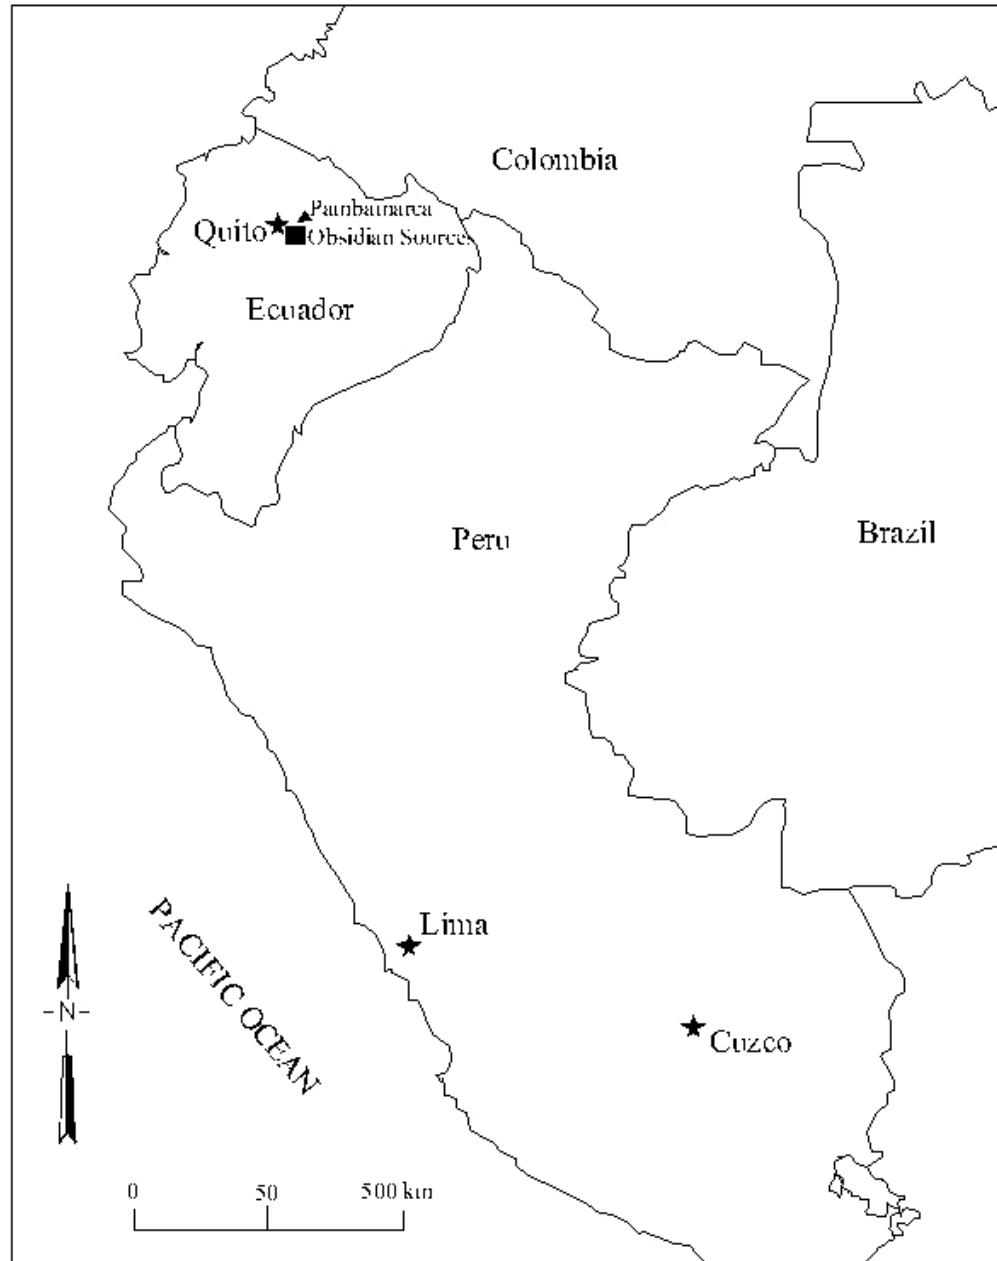 Colombia
Pambamarca
Quito
Obsidian Sources
Ecuador
Peru
Brazil
Lima
PACIFIC OCEAN
-N-
Cuzco
0 50 500 km